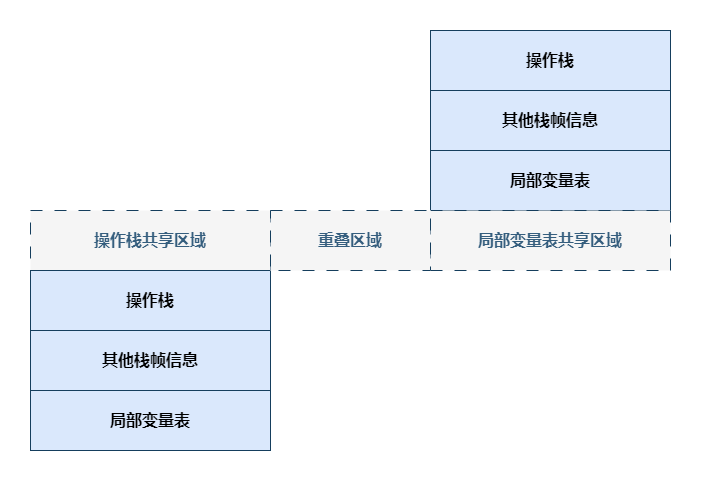 操作栈
其他栈帧信息
局部变量表
操作栈共享区域
重叠区域
局部变量表共享区域
操作栈
其他栈帧信息
局部变量表